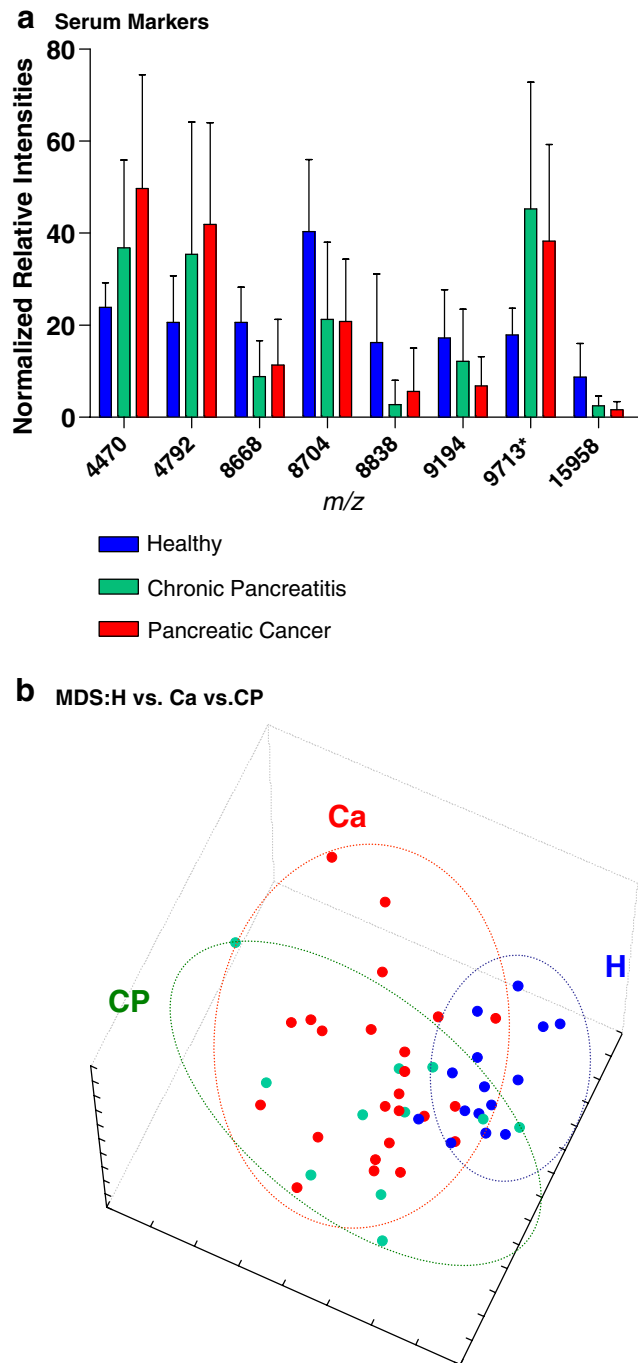 a Serum Markers
Normalized Relative Intensities
80
60
40
20
0
4470 4792 8668 8704 8838 9194 9713* 15958
m/z
Healthy
Chronic Pancreatitis
Pancreatic Cancer
b MDS:H vs. Ca vs.CP
Ca
H
CP